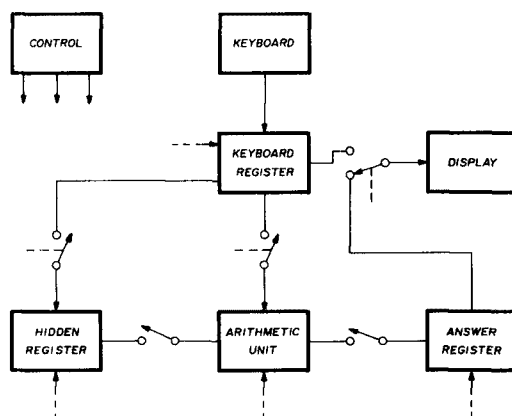 CONTROL
KEYBOARD
KEYBOARD
REGISTER
DISPLAY
HIDDEN
REGISTER
ARITHMETIC
UNIT
ANSWER
REGISTER